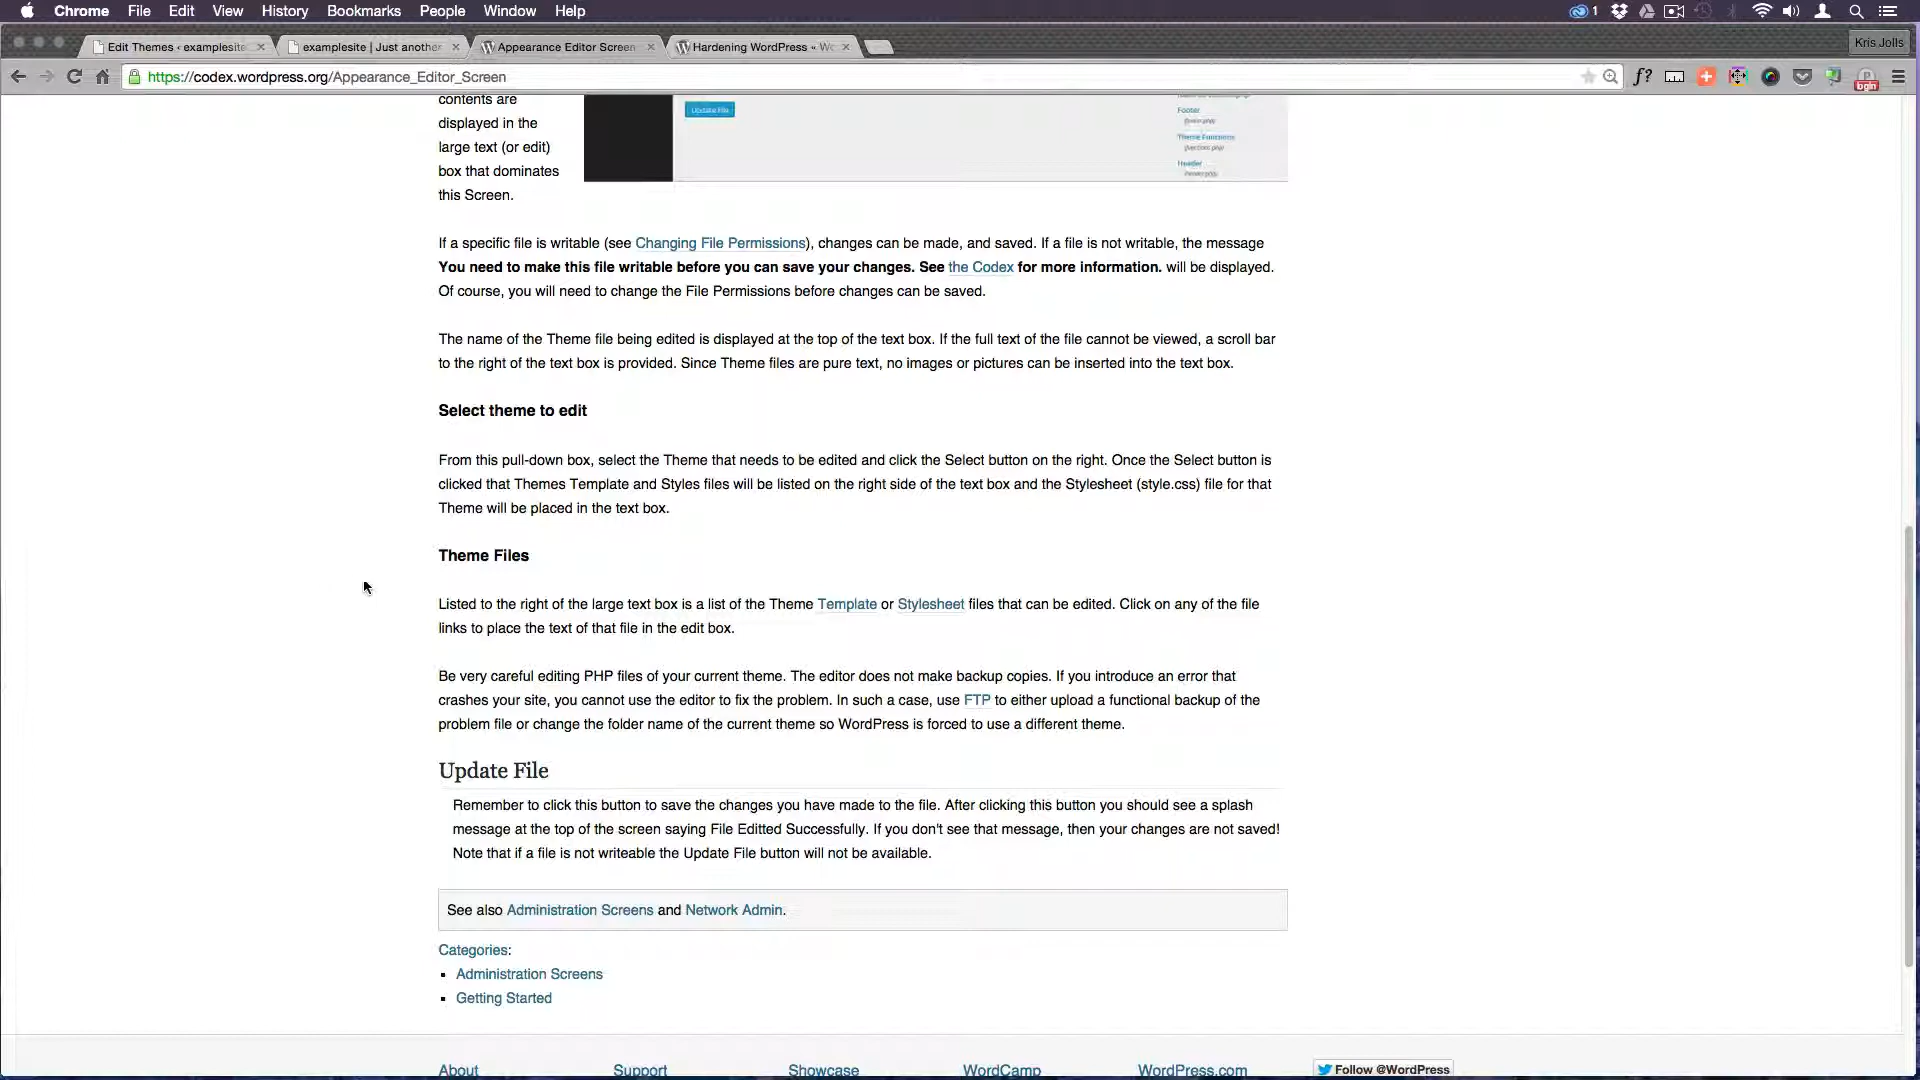 Chrome File Edit View History Bookmarks People Window Help 1
Edit Themes ‹ examplesite
examplesite | Just another
Appearance Editor Screen
Hardening WordPress « Wo
Kris Jolls
https://codex.wordpress.org/Appearance_Editor_Screen
f?
bgn
contents are
displayed in the
large text (or edit)
box that dominates
this Screen.
Update File
Footer
Theme Functions
Header
If a specific file is writable (see Changing File Permissions), changes can be made, and saved. If a file is not writable, the message
You need to make this file writable before you can save your changes. See the Codex for more information. will be displayed.
Of course, you will need to change the File Permissions before changes can be saved.
The name of the Theme file being edited is displayed at the top of the text box. If the full text of the file cannot be viewed, a scroll bar
to the right of the text box is provided. Since Theme files are pure text, no images or pictures can be inserted into the text box.
Select theme to edit
From this pull-down box, select the Theme that needs to be edited and click the Select button on the right. Once the Select button is
clicked that Themes Template and Styles files will be listed on the right side of the text box and the Stylesheet (style.css) file for that
Theme will be placed in the text box.
Theme Files
Listed to the right of the large text box is a list of the Theme Template or Stylesheet files that can be edited. Click on any of the file
links to place the text of that file in the edit box.
Be very careful editing PHP files of your current theme. The editor does not make backup copies. If you introduce an error that
crashes your site, you cannot use the editor to fix the problem. In such a case, use FTP to either upload a functional backup of the
problem file or change the folder name of the current theme so WordPress is forced to use a different theme.
Update File
Remember to click this button to save the changes you have made to the file. After clicking this button you should see a splash
message at the top of the screen saying File Editted Successfully. If you don't see that message, then your changes are not saved!
Note that if a file is not writeable the Update File button will not be available.
See also Administration Screens and Network Admin.
Categories:
Administration Screens
Getting Started
About Support Showcase WordCamp WordPress.com Follow @WordPress